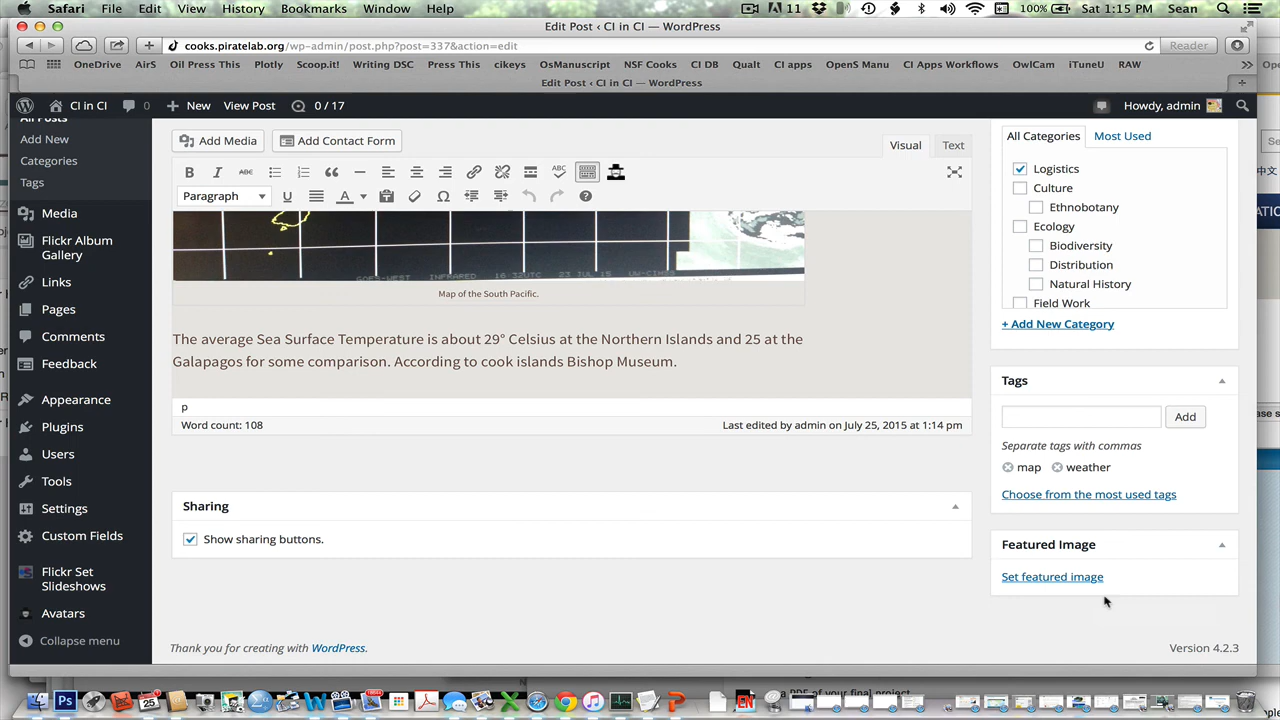 Safari File Edit View History Bookmarks Window Help
11 100% Sat 1:15 PM Sean
Edit Post ‹ CI in CI — WordPress
cooks.piratelab.org/wp-admin/post.php?post=337&action=edit
Reader
OneDrive AirS Oil Press This Plotly Scoop.it! Writing DSC Press This cikeys OsManuscript NSF Cooks CI DB Qualt CI apps OpenS Manu CI Apps Workflows OwlCam iTuneU RAW
Edit Post ‹ CI in CI — WordPress
CI in CI 0 New View Post 0 / 17 Howdy, admin
All Posts
Add New
Categories
Tags
Media
Flickr Album
Gallery
Links
Pages
Comments
Feedback
Appearance
Plugins
Users
Tools
Settings
Custom Fields
Flickr Set
Slideshows
Avatars
Collapse menu
Add Media Add Contact Form
Visual Text
B I ABC ABC
Paragraph U A
GOES-WEST INFRARED 16 32UTC 23 JUL 15 UW-CIMSS
Map of the South Pacific.
The average Sea Surface Temperature is about 29° Celsius at the Northern Islands and 25 at the
Galapagos for some comparison. According to cook islands Bishop Museum.
p
Word count: 108 Last edited by admin on July 25, 2015 at 1:14 pm
Sharing
Show sharing buttons.
All Categories Most Used
Logistics
Culture
Ethnobotany
Ecology
Biodiversity
Distribution
Natural History
Field Work
+ Add New Category
Tags
Add
Separate tags with commas
map weather
Choose from the most used tags
Featured Image
Set featured image
Thank you for creating with WordPress. Version 4.2.3
a PDF of your final project